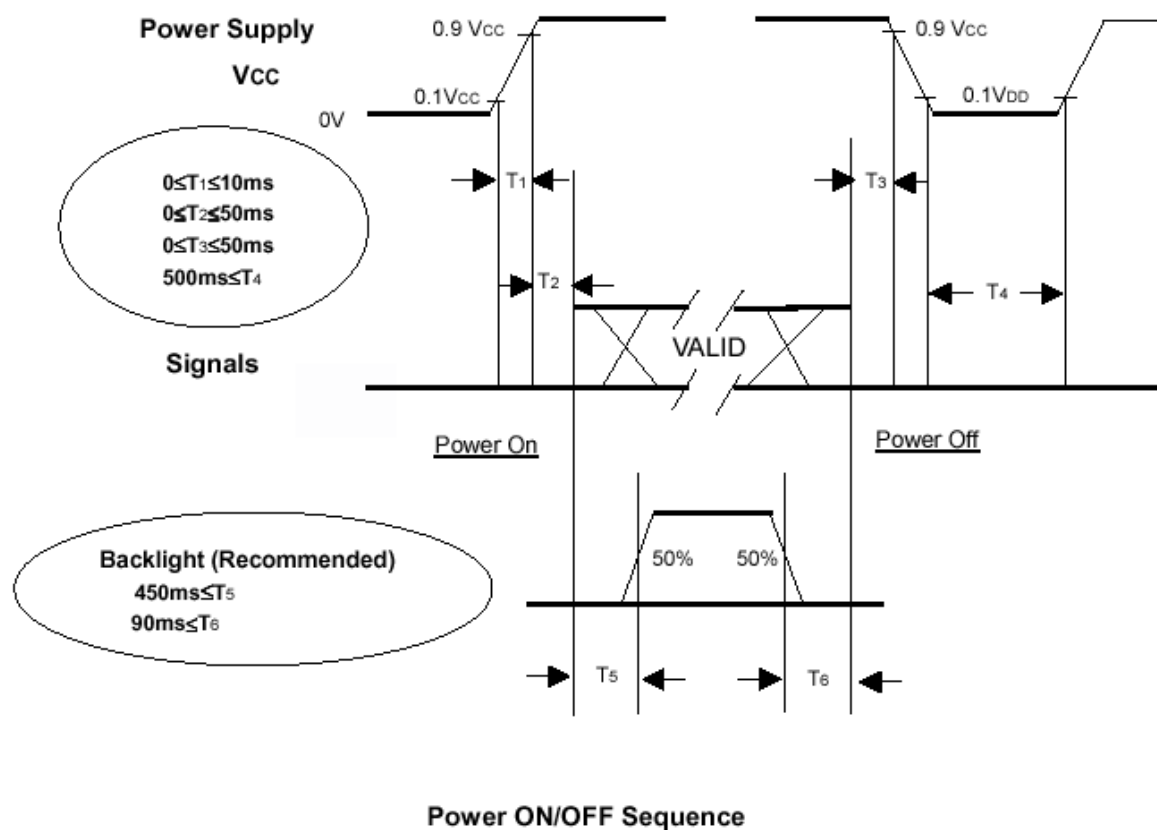 Power Supply
VCC
0.9 VCC
0.9 VCC
0.1VCC
0.1VDD
0V
0≤T1≤10ms
0≤T2≤50ms
0≤T3≤50ms
500ms≤T4
T1
T3
T2
T4
VALID
Signals
Power On
Power Off
Backlight (Recommended)
450ms≤T5
90ms≤T6
50%
50%
T5
T6
Power ON/OFF Sequence